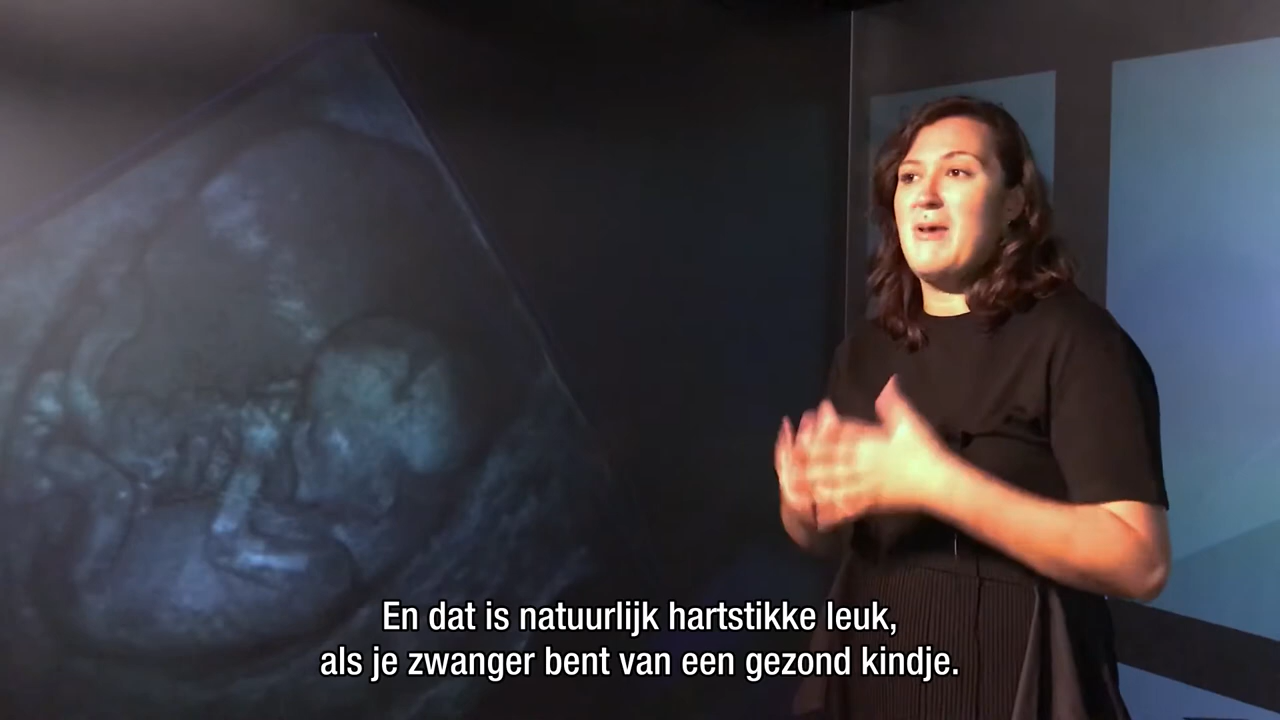 En dat is natuurlijk hartstikke leuk,
als je zwanger bent van een gezond kindje.